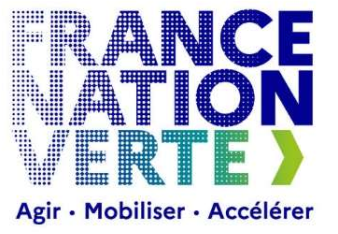 FRANCE
NATION
VERTE
Agir · Mobiliser · Accélérer